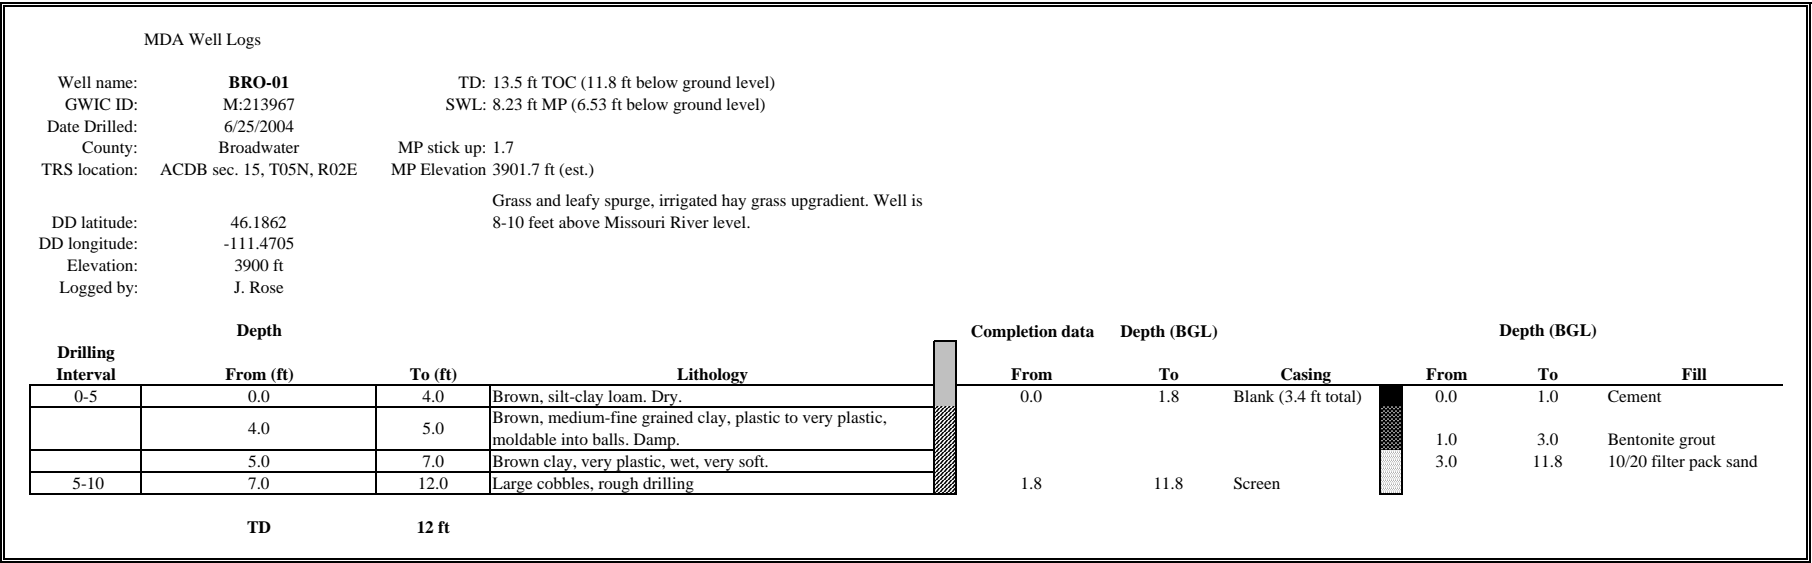 MDA Well Logs
Well name: BRO-01 TD: 13.5 ft TOC (11.8 ft below ground level)
GWIC ID: M:213967 SWL: 8.23 ft MP (6.53 ft below ground level)
Date Drilled: 6/25/2004
County: Broadwater MP stick up: 1.7
TRS location: ACDB sec. 15, T05N, R02E MP Elevation 3901.7 ft (est.)
Grass and leafy spurge, irrigated hay grass upgradient. Well is
DD latitude: 46.1862 8-10 feet above Missouri River level.
DD longitude: -111.4705
Elevation: 3900 ft
Logged by: J. Rose
Depth Completion data Depth (BGL) Depth (BGL)
Drilling
Interval From (ft) To (ft) Lithology From To Casing From To Fill
0-5 0.0 4.0 Brown, silt-clay loam. Dry. 0.0 1.8 Blank (3.4 ft total) 0.0 1.0 Cement
Brown, medium-fine grained clay, plastic to very plastic,
4.0 5.0
moldable into balls. Damp. 1.0 3.0 Bentonite grout
5.0 7.0 Brown clay, very plastic, wet, very soft. 3.0 11.8 10/20 filter pack sand
5-10 7.0 12.0 Large cobbles, rough drilling 1.8 11.8 Screen
TD 12 ft